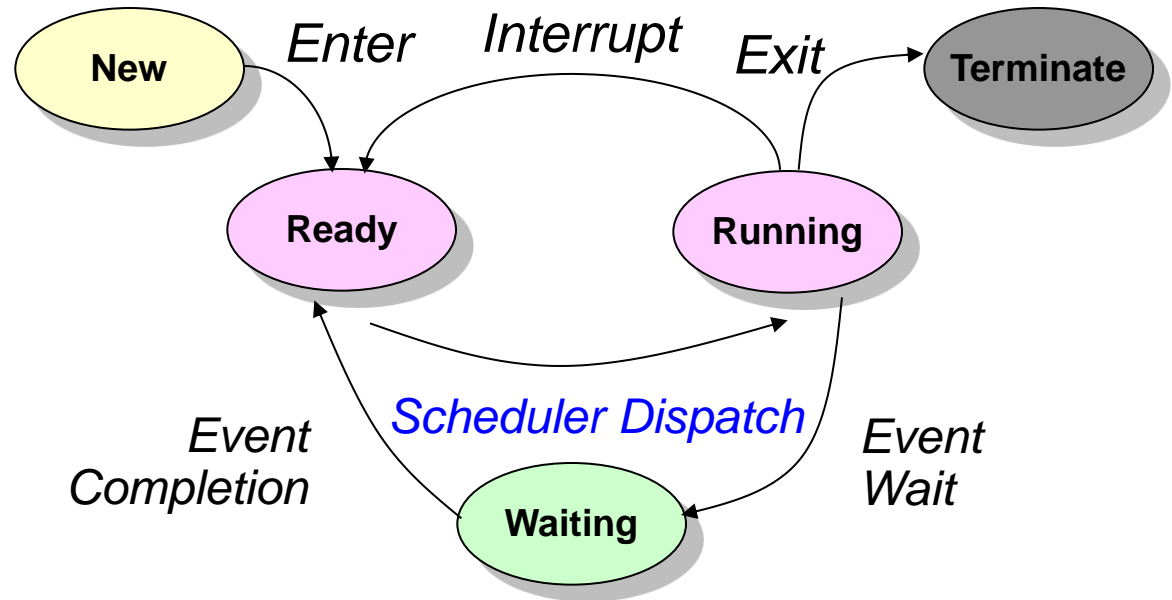 New
Enter
Interrupt
Exit
Terminate
Ready
Running
Scheduler Dispatch
Event
Completion
Event
Wait
Waiting